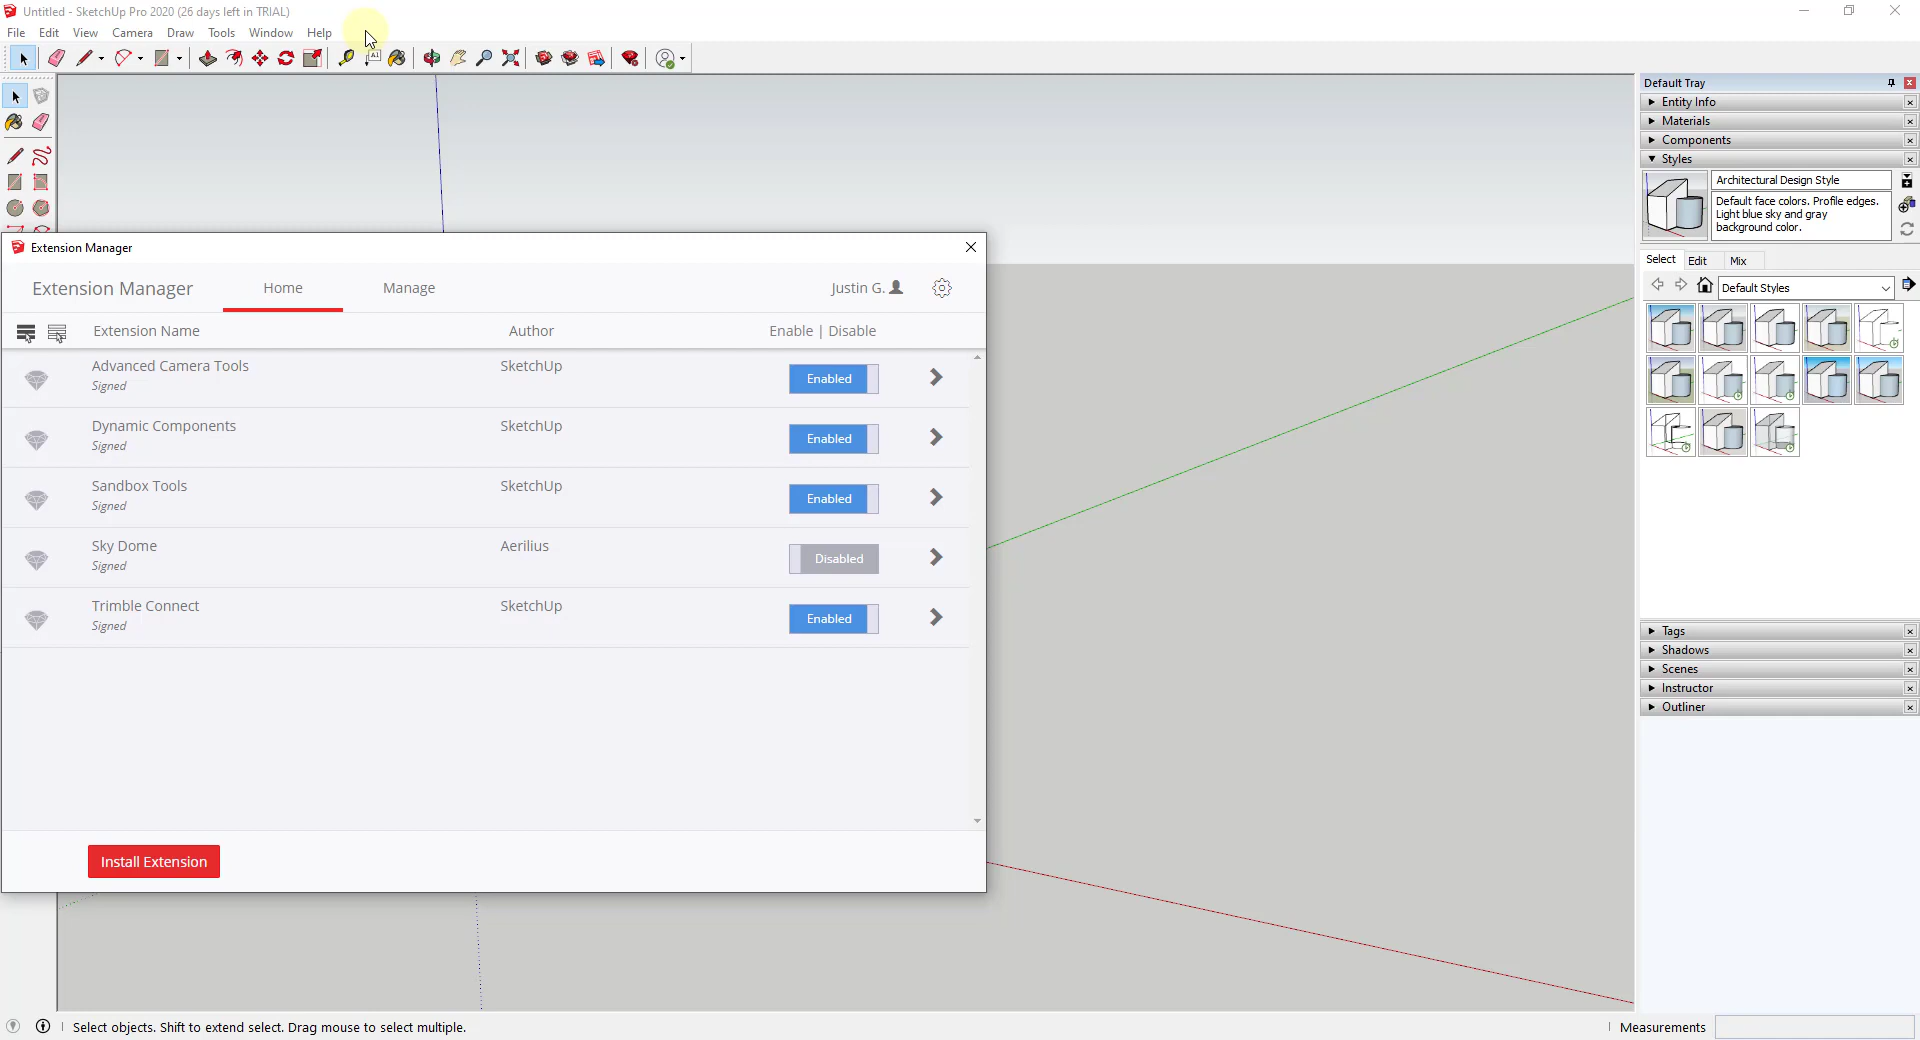 Untitled - SketchUp Pro 2020 (26 days left in TRIAL)
File Edit View Camera Draw Tools Window Help
Default Tray
Entity Info
Materials
Components
Styles
Architectural Design Style
Default face colors. Profile edges.
Light blue sky and gray
background color.
Select Edit Mix
Default Styles
Tags
Shadows
Scenes
Instructor
Outliner
Extension Manager
Extension Manager Home Manage Justin G.
Extension Name Author Enable | Disable
Advanced Camera Tools SketchUp
Signed
Enabled
Dynamic Components SketchUp
Signed
Enabled
Sandbox Tools SketchUp
Signed
Enabled
Sky Dome Aerilius
Signed
Disabled
Trimble Connect SketchUp
Signed
Enabled
Install Extension
Select objects. Shift to extend select. Drag mouse to select multiple.
Measurements